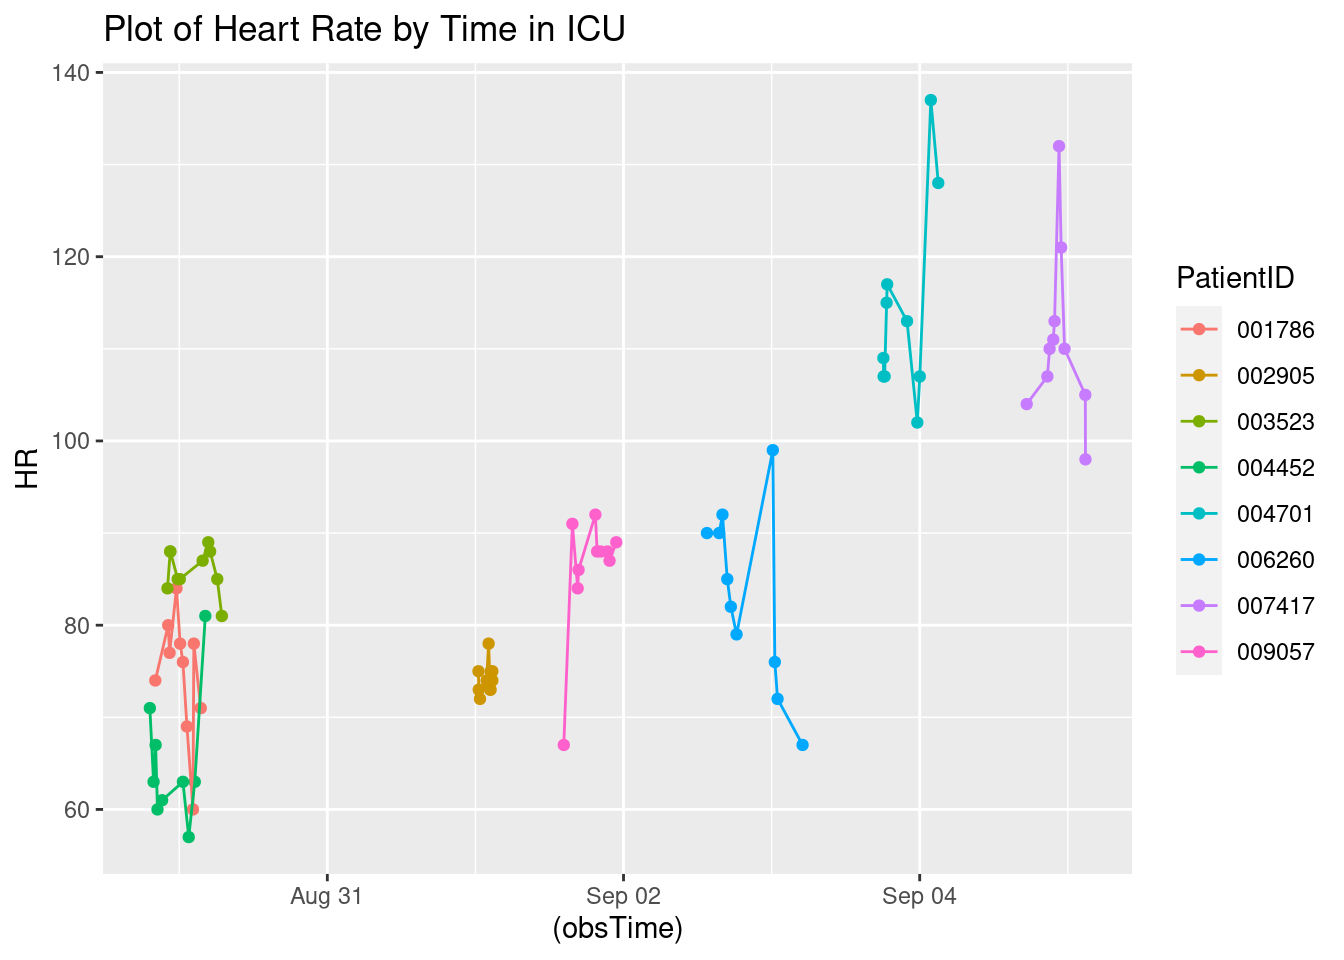 Plot of Heart Rate by Time in ICU
140
120
100
80
60
HR
Aug 31
Sep 02
Sep 04
(obsTime)
PatientID
001786
002905
003523
004452
004701
006260
007417
009057